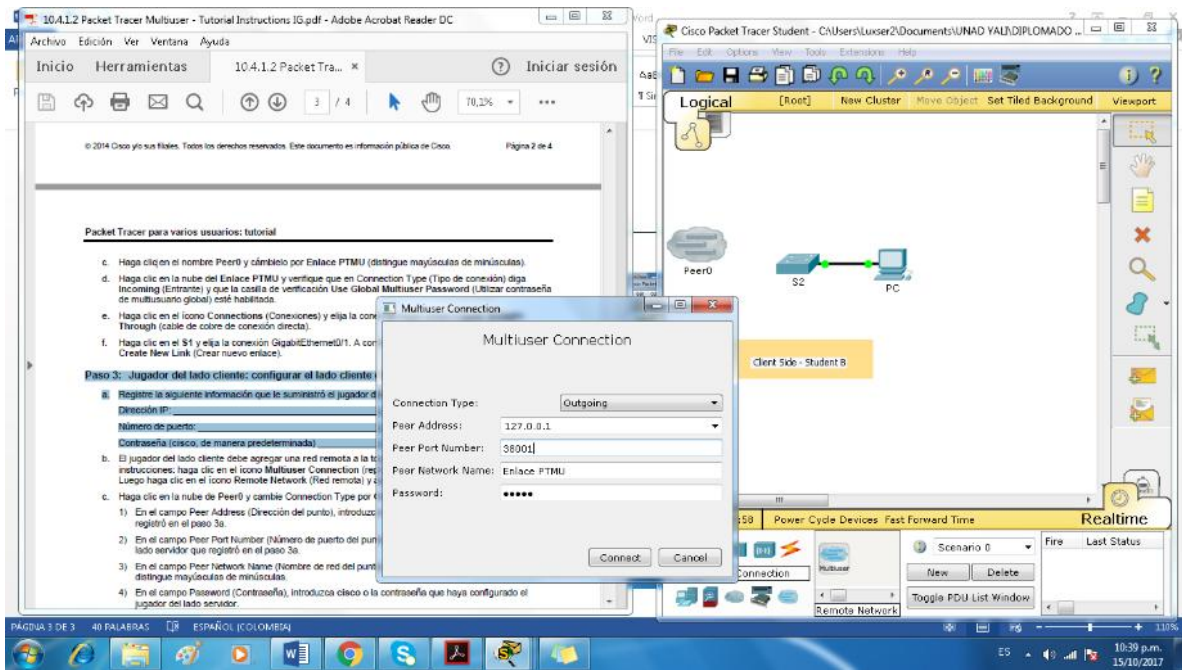 10.4.1.2 Packet Tracer Multiuser - Tutorial Instructions IG.pdf - Adobe Acrobat Reader DC
Archivo Edición Ver Ventana Ayuda
Inicio Herramientas 10.4.1.2 Packet Tra... × Iniciar sesión
3 / 4 70,1%
© 2014 Cisco y/o sus filiales. Todos los derechos reservados. Este documento es información pública de Cisco. Página 2 de 4
Packet Tracer para varios usuarios: tutorial
c. Haga clic en el nombre Peer0 y cámbielo por Enlace PTMU (distingue mayúsculas de minúsculas).
d. Haga clic en la nube del Enlace PTMU y verifique que en Connection Type (Tipo de conexión) diga
Incoming (Entrante) y que la casilla de verificación Use Global Multiuser Password (Utilizar contraseña
de multiusuario global) esté habilitada.
e. Haga clic en el ícono Connections (Conexiones) y elija la
Through (cable de cobre de conexión directa).
f. Haga clic en el S1 y elija la conexión GigabitEthernet0/1. A
Create New Link (Crear nuevo enlace).
Paso 3: Jugador del lado cliente: configurar el lado cliente
a. Registre la siguiente información que le suministró el jugador
Dirección IP:
Número de puerto:
Contraseña (cisco, de manera predeterminada)
b. El jugador del lado cliente debe agregar una red remota a la
instrucciones: haga clic en el ícono Multiuser Connection
Luego haga clic en el ícono Remote Network (Red remota) y
c. Haga clic en la nube de Peer0 y cambie Connection Type por
1) En el campo Peer Address (Dirección del punto),
registró en el paso 3a.
2) En el campo Peer Port Number (Número de puerto del
lado servidor que registró en el paso 3a.
3) En el campo Peer Network Name (Nombre de red del
distingue mayúsculas de minúsculas.
4) En el campo Password (Contraseña), introduzca cisco o la contraseña que haya configurado el
jugador del lado servidor.
Multiuser Connection
Multiuser Connection
Connection Type: Outgoing
Peer Address: 127.0.0.1
Peer Port Number: 38001
Peer Network Name: Enlace PTMU
Password: •••••
Connect Cancel
Cisco Packet Tracer Student - C:\Users\Luxser2\Documents\UNAD YALI\DIPLOMADO ...
File Edit Options View Tools Extensions Help
Logical [Root] New Cluster Move Object Set Tiled Background Viewport
Peer0
S2
PC
Client Side - Student B
:58 Power Cycle Devices Fast Forward Time Realtime
Multiuser
Remote Network
Scenario 0
New Delete
Toggle PDU List Window
Fire Last Status
PÁGINA 3 DE 3 40 PALABRAS ESPAÑOL (COLOMBIA) 110%
ES 10:39 p.m.
15/10/2017